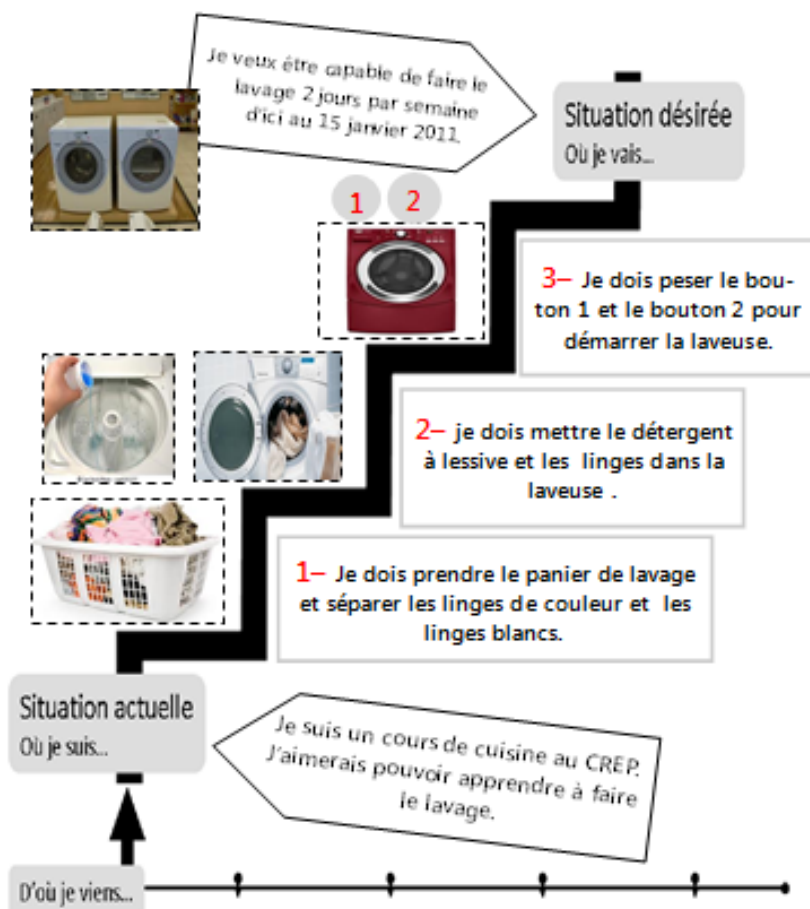 Je veux être capable de faire le
lavage 2 jours par semaine
d'ici au 15 janvier 2011.
Situation désirée
Où je vais...
1 2
3– Je dois peser le bou-
ton 1 et le bouton 2 pour
démarrer la laveuse.
2– je dois mettre le détergent
à lessive et les linges dans la
laveuse .
1– Je dois prendre le panier de lavage
et séparer les linges de couleur et les
linges blancs.
Situation actuelle
Où je suis...
Je suis un cours de cuisine au CREP.
J'aimerais pouvoir apprendre à faire
le lavage.
D'où je viens...